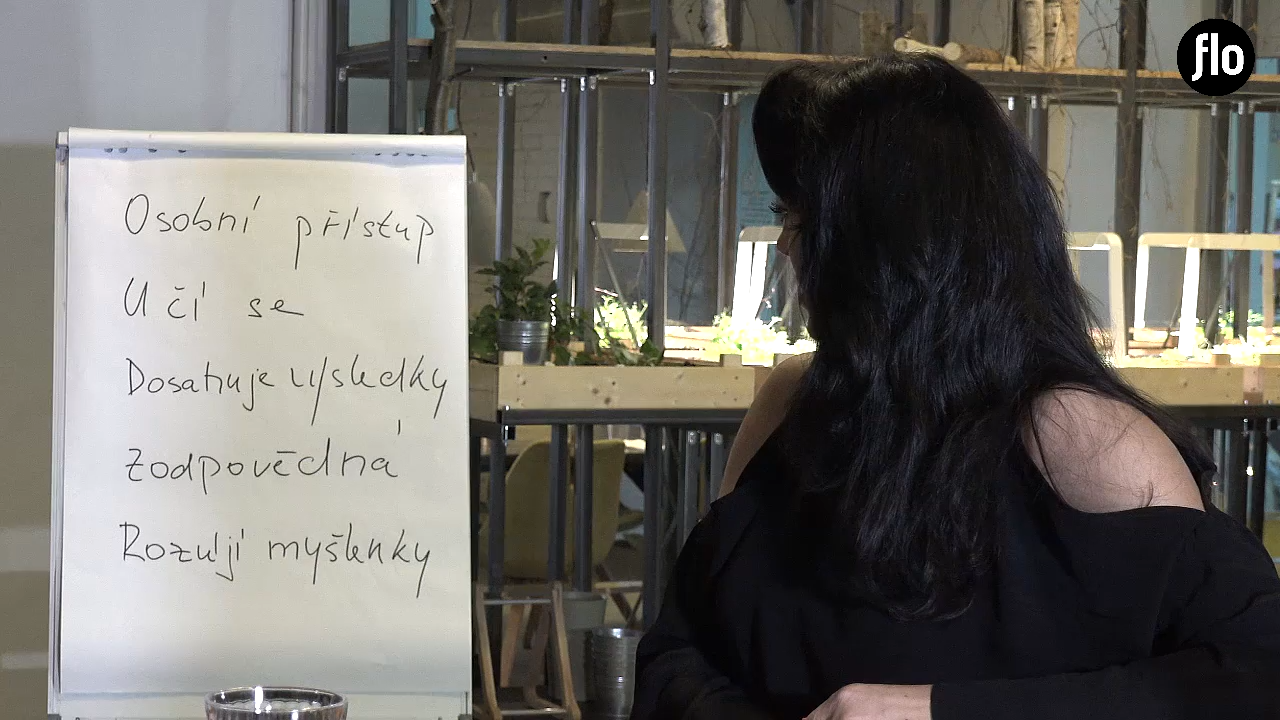 flo
Osobní přístup
Učí se
Dosahuje výsledky
zodpovědná
Rozvíjí myšlenky